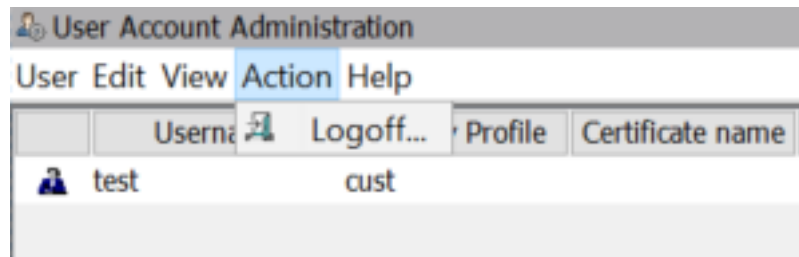 User Account Administration
User Edit View Action Help
Logoff...
Profile Certificate name
test cust